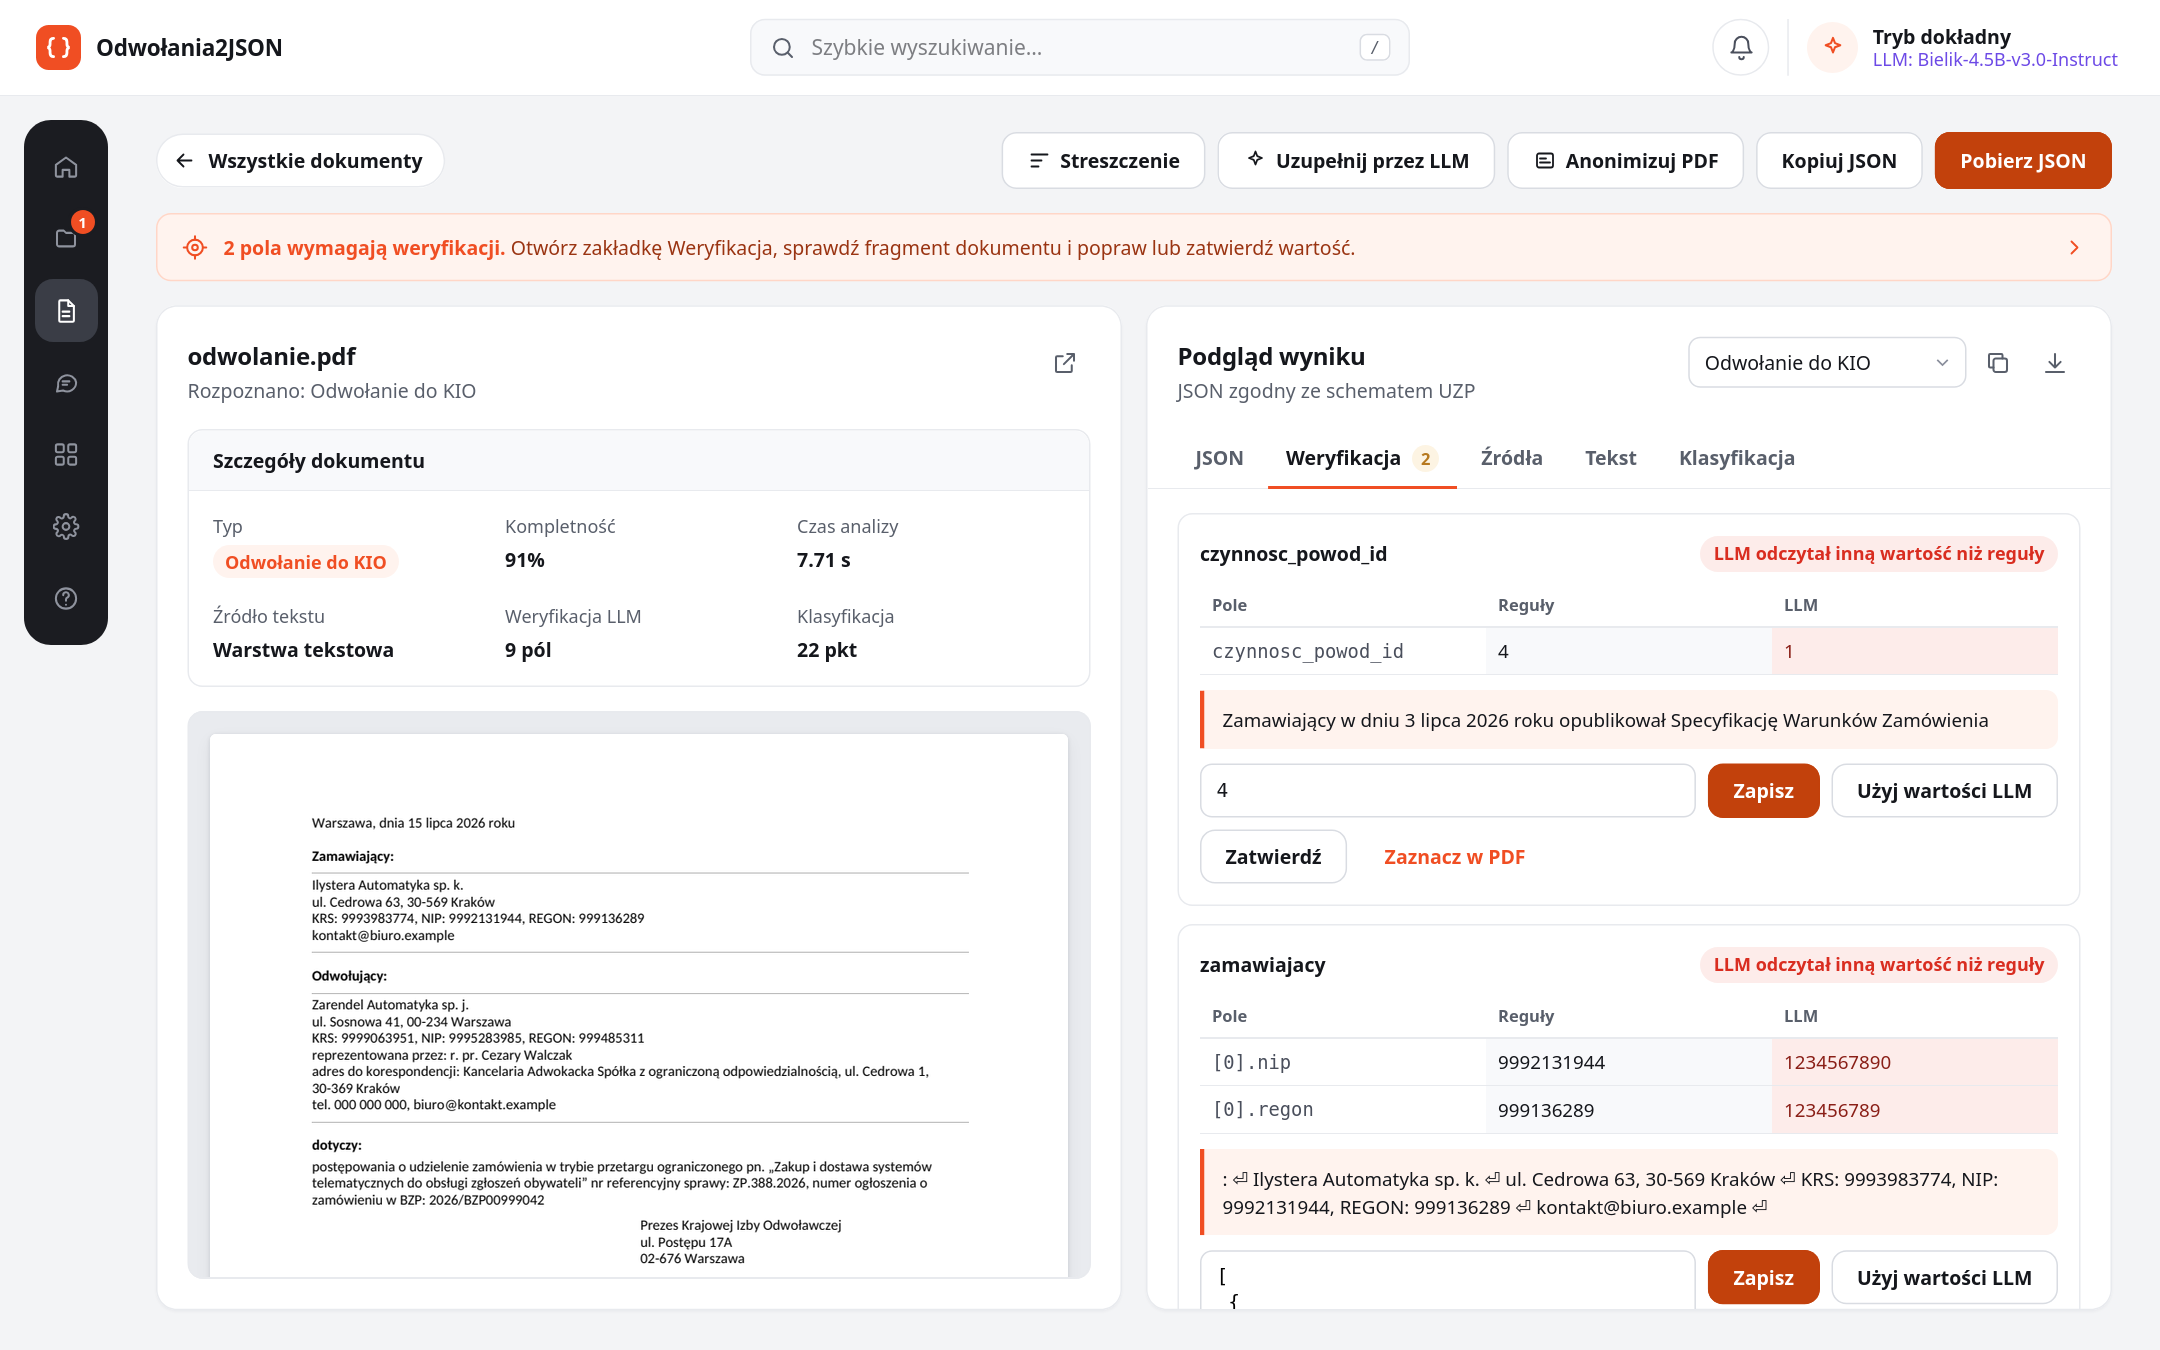 Odwołania2JSON
Szybkie wyszukiwanie...
/
Tryb dokładny
LLM: Bielik-4.5B-v3.0-Instruct
1
Wszystkie dokumenty
Streszczenie
Uzupełnij przez LLM
Anonimizuj PDF
Kopiuj JSON
Pobierz JSON
2 pola wymagają weryfikacji. Otwórz zakładkę Weryfikacja, sprawdź fragment dokumentu i popraw lub zatwierdź wartość.
odwolanie.pdf
Rozpoznano: Odwołanie do KIO
Szczegóły dokumentu
Typ
Kompletność
Czas analizy
Odwołanie do KIO
91%
7.71 s
Źródło tekstu
Weryfikacja LLM
Klasyfikacja
Warstwa tekstowa
9 pól
22 pkt
Warszawa, dnia 15 lipca 2026 roku
Zamawiający:
Ilystera Automatyka sp. k.
ul. Cedrowa 63, 30-569 Kraków
KRS: 9993983774, NIP: 9992131944, REGON: 999136289
kontakt@biuro.example
Odwołujący:
Zarendel Automatyka sp. j.
ul. Sosnowa 41, 00-234 Warszawa
KRS: 9999063951, NIP: 9995283985, REGON: 999485311
reprezentowana przez: r. pr. Cezary Walczak
adres do korespondencji: Kancelaria Adwokacka Spółka z ograniczoną odpowiedzialnością, ul. Cedrowa 1,
30-369 Kraków
tel. 000 000 000, biuro@kontakt.example
dotyczy:
postępowania o udzielenie zamówienia w trybie przetargu ograniczonego pn. „Zakup i dostawa systemów
telematycznych do obsługi zgłoszeń obywateli” nr referencyjny sprawy: ZP.388.2026, numer ogłoszenia o
zamówieniu w BZP: 2026/BZP00999042
Prezes Krajowej Izby Odwoławczej
ul. Postępu 17A
02-676 Warszawa
Podgląd wyniku
JSON zgodny ze schematem UZP
Odwołanie do KIO
JSON
Weryfikacja 2
Źródła
Tekst
Klasyfikacja
czynnosc_powod_id
LLM odczytał inną wartość niż reguły
Pole
Reguły
LLM
czynnosc_powod_id
4
1
Zamawiający w dniu 3 lipca 2026 roku opublikował Specyfikację Warunków Zamówienia
4
Zapisz
Użyj wartości LLM
Zatwierdź
Zaznacz w PDF
zamawiajacy
LLM odczytał inną wartość niż reguły
Pole
Reguły
LLM
[0].nip
9992131944
1234567890
[0].regon
999136289
123456789
: ⏎ Ilystera Automatyka sp. k. ⏎ ul. Cedrowa 63, 30-569 Kraków ⏎ KRS: 9993983774, NIP:
9992131944, REGON: 999136289 ⏎ kontakt@biuro.example ⏎
[
{
Zapisz
Użyj wartości LLM